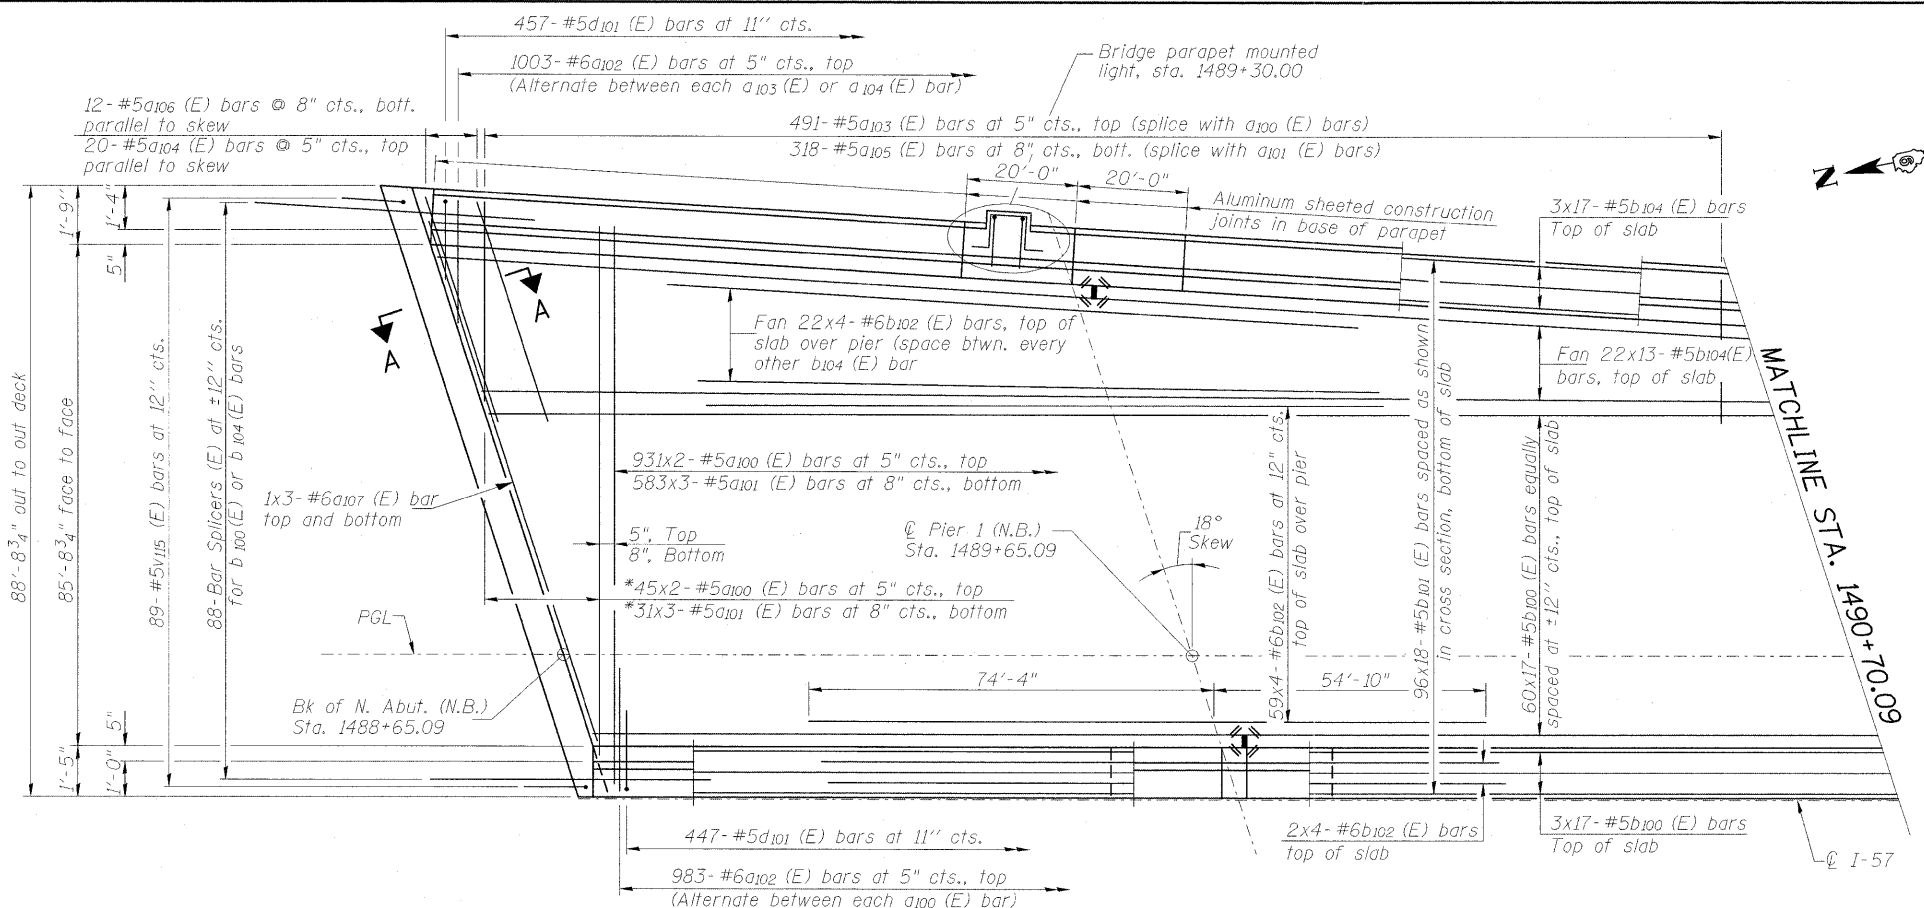 457- #5d101 (E) bars at 11'' cts.
1003- #6a102 (E) bars at 5" cts., top
(Alternate between each a103 (E) or a104 (E) bar)
Bridge parapet mounted
light, sta. 1489+30.00
12- #5a106 (E) bars @ 8" cts., bott.
parallel to skew
20- #5a104 (E) bars @ 5" cts., top
parallel to skew
491- #5a103 (E) bars at 5" cts., top (splice with a100 (E) bars)
318- #5a105 (E) bars at 8" cts., bott. (splice with a101 (E) bars)
20'-0"
20'-0"
Aluminum sheeted construction
joints in base of parapet
3x17- #5b104 (E) bars
Top of slab
N
1'-9"
1'-4"
5"
A
A
Fan 22x4- #6b102 (E) bars, top of
slab over pier (space btwn. every
other b104 (E) bar
Fan 22x13- #5b104(E)
bars, top of slab
MATCHLINE STA. 1490+70.09
88'-8 3/4" out to out deck
85'-8 3/4" face to face
89- #5v115 (E) bars at 12'' cts.
88-Bar Splicers (E) at ±12'' cts.
for b100(E) or b104(E) bars
931x2- #5a100 (E) bars at 5" cts., top
583x3- #5a101 (E) bars at 8" cts., bottom
1x3- #6a107 (E) bar
top and bottom
5", Top
8", Bottom
℄ Pier 1 (N.B.)
Sta. 1489+65.09
18°
Skew
59x4- #6b102 (E) bars at 12" cts.
top of slab over pier
96x18- #5b101 (E) bars spaced as shown
in cross section, bottom of slab
60x17- #5b100 (E) bars equally
spaced at ±12" cts., top of slab
*45x2- #5a100 (E) bars at 5" cts., top
*31x3- #5a101 (E) bars at 8" cts., bottom
PGL
74'-4"
54'-10"
Bk of N. Abut. (N.B.)
Sta. 1488+65.09
5"
1'-5"
1'-0"
447- #5d101 (E) bars at 11'' cts.
983- #6a102 (E) bars at 5" cts., top
(Alternate between each a100 (E) bar)
2x4- #6b102 (E) bars
top of slab
3x17- #5b100 (E) bars
Top of slab
℄ I-57